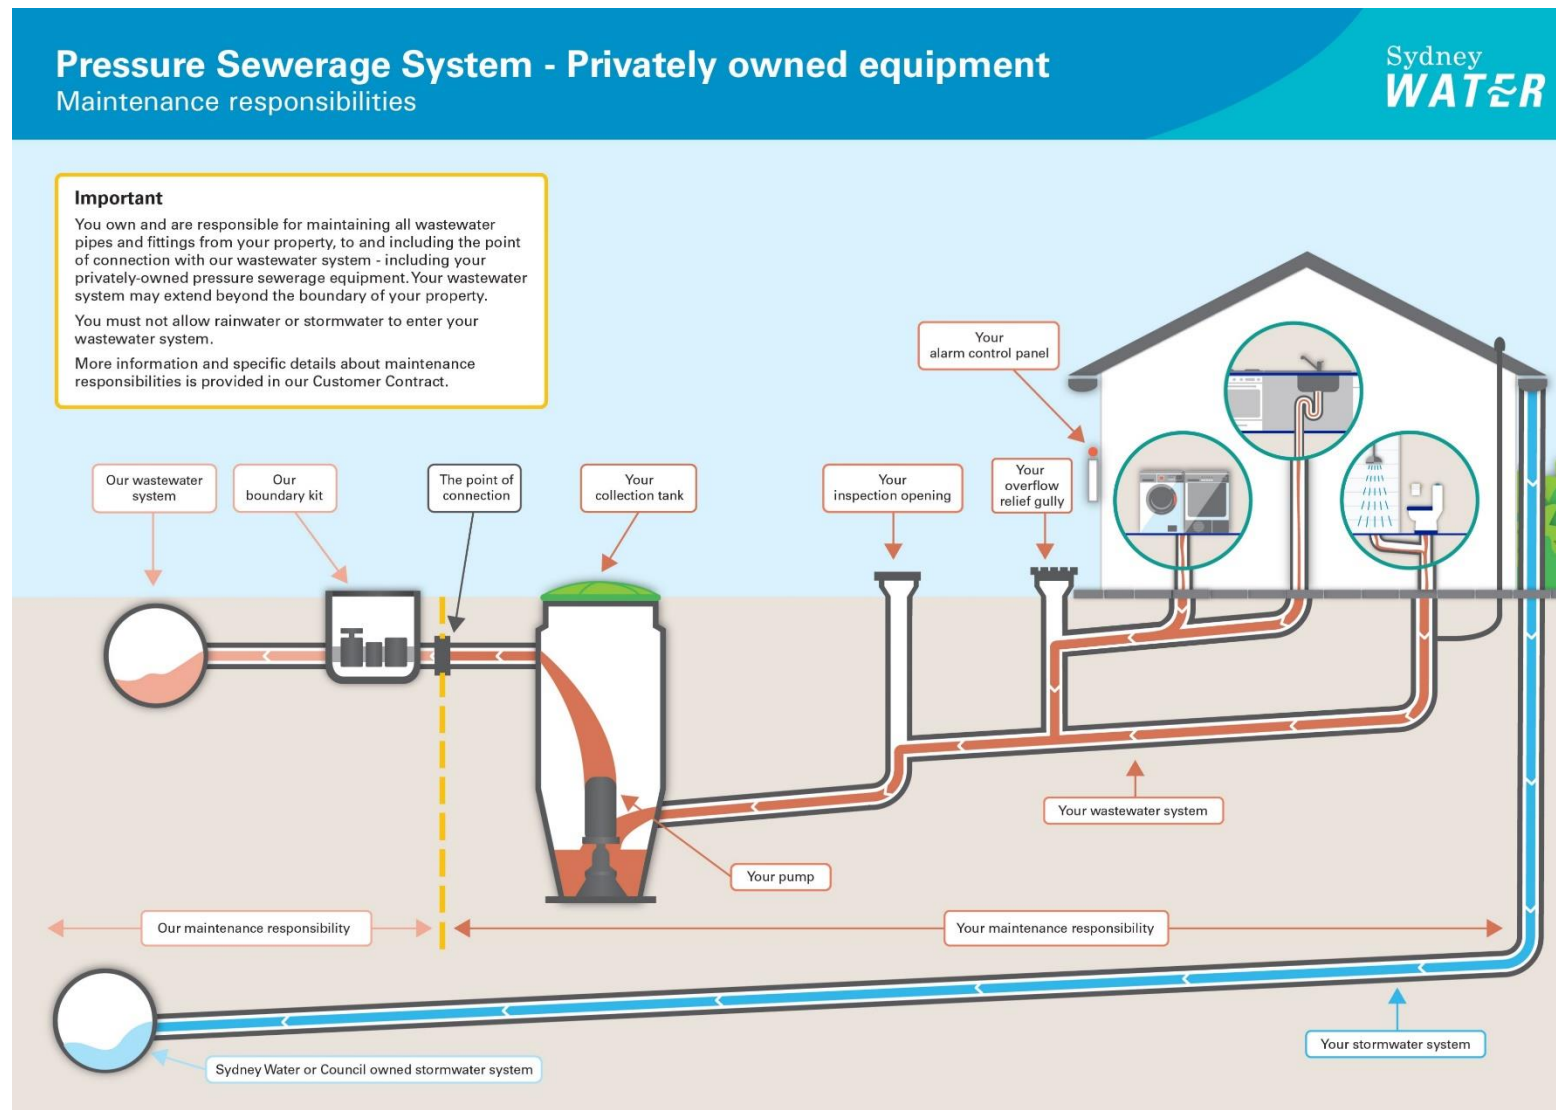 Pressure Sewerage System - Privately owned equipment
Maintenance responsibilities
Sydney
WATER
Important
You own and are responsible for maintaining all wastewater
pipes and fittings from your property, to and including the point
of connection with our wastewater system - including your
privately-owned pressure sewerage equipment. Your wastewater
system may extend beyond the boundary of your property.
You must not allow rainwater or stormwater to enter your
wastewater system.
More information and specific details about maintenance
responsibilities is provided in our Customer Contract.
Your
alarm control panel
Our wastewater
system
Our
boundary kit
The point of
connection
Your
collection tank
Your
inspection opening
Your
overflow
relief gully
Your wastewater system
Your pump
Our maintenance responsibility
Your maintenance responsibility
Your stormwater system
Sydney Water or Council owned stormwater system